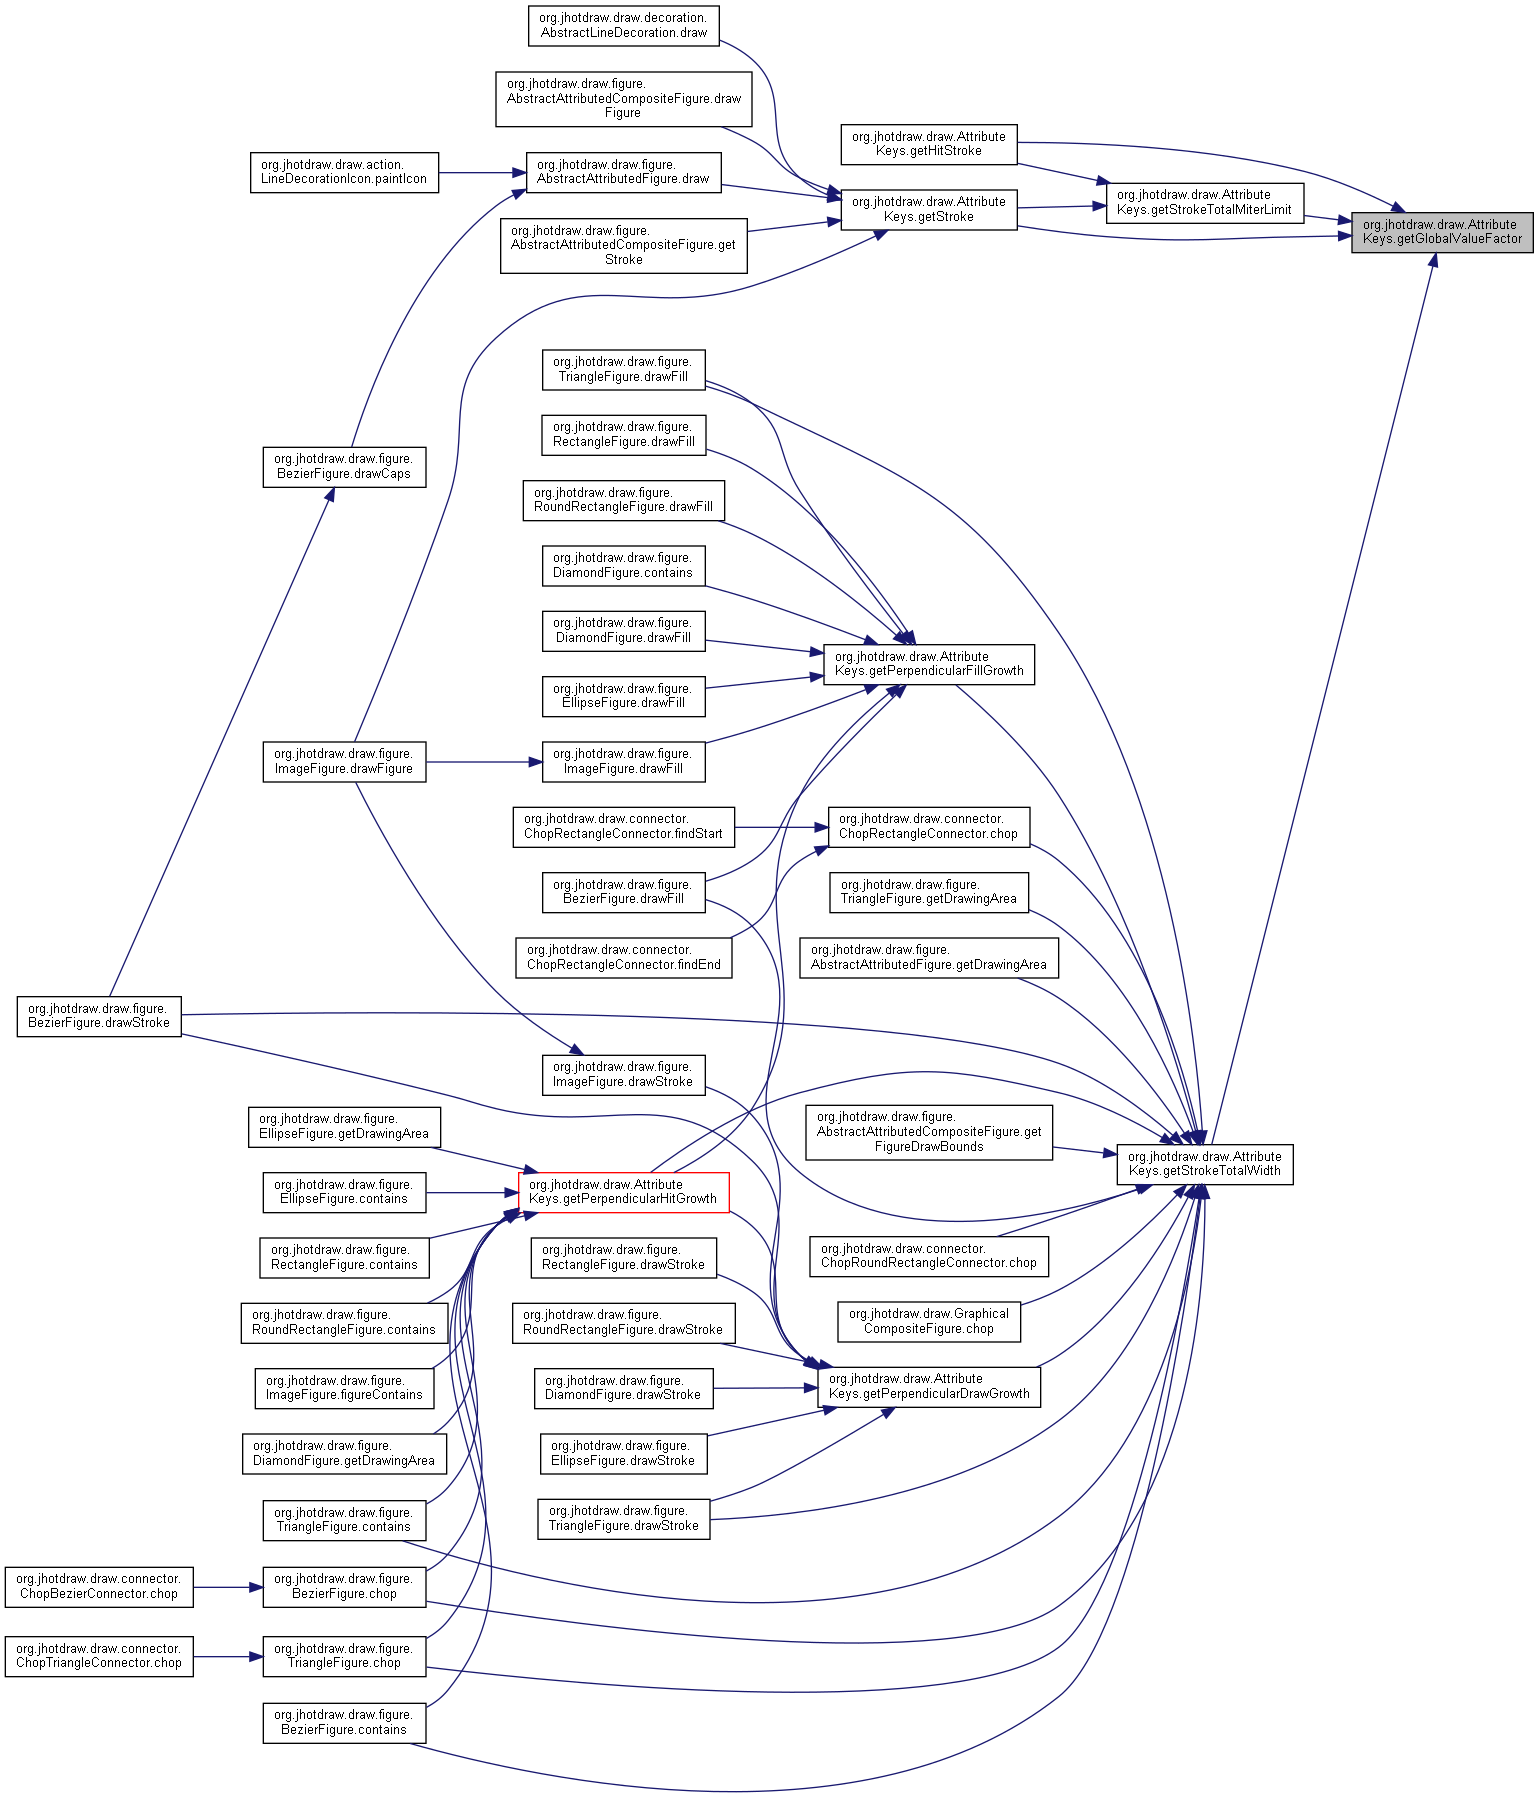 org.jhotdraw.draw.decoration.
AbstractLineDecoration.draw
org.jhotdraw.draw.figure.
AbstractAttributedCompositeFigure.draw
Figure
org.jhotdraw.draw.Attribute
Keys.getHitStroke
org.jhotdraw.draw.action.
LineDecorationIcon.paintIcon
org.jhotdraw.draw.figure.
AbstractAttributedFigure.draw
org.jhotdraw.draw.Attribute
Keys.getStroke
org.jhotdraw.draw.Attribute
Keys.getStrokeTotalMiterLimit
org.jhotdraw.draw.Attribute
Keys.getGlobalValueFactor
org.jhotdraw.draw.figure.
AbstractAttributedCompositeFigure.get
Stroke
org.jhotdraw.draw.figure.
TriangleFigure.drawFill
org.jhotdraw.draw.figure.
RectangleFigure.drawFill
org.jhotdraw.draw.figure.
BezierFigure.drawCaps
org.jhotdraw.draw.figure.
RoundRectangleFigure.drawFill
org.jhotdraw.draw.figure.
DiamondFigure.contains
org.jhotdraw.draw.figure.
DiamondFigure.drawFill
org.jhotdraw.draw.Attribute
Keys.getPerpendicularFillGrowth
org.jhotdraw.draw.figure.
EllipseFigure.drawFill
org.jhotdraw.draw.figure.
ImageFigure.drawFigure
org.jhotdraw.draw.figure.
ImageFigure.drawFill
org.jhotdraw.draw.connector.
ChopRectangleConnector.findStart
org.jhotdraw.draw.connector.
ChopRectangleConnector.chop
org.jhotdraw.draw.figure.
BezierFigure.drawFill
org.jhotdraw.draw.figure.
TriangleFigure.getDrawingArea
org.jhotdraw.draw.connector.
ChopRectangleConnector.findEnd
org.jhotdraw.draw.figure.
AbstractAttributedFigure.getDrawingArea
org.jhotdraw.draw.figure.
BezierFigure.drawStroke
org.jhotdraw.draw.figure.
ImageFigure.drawStroke
org.jhotdraw.draw.figure.
EllipseFigure.getDrawingArea
org.jhotdraw.draw.figure.
AbstractAttributedCompositeFigure.get
FigureDrawBounds
org.jhotdraw.draw.Attribute
Keys.getStrokeTotalWidth
org.jhotdraw.draw.figure.
EllipseFigure.contains
org.jhotdraw.draw.Attribute
Keys.getPerpendicularHitGrowth
org.jhotdraw.draw.figure.
RectangleFigure.contains
org.jhotdraw.draw.figure.
RectangleFigure.drawStroke
org.jhotdraw.draw.connector.
ChopRoundRectangleConnector.chop
org.jhotdraw.draw.figure.
RoundRectangleFigure.contains
org.jhotdraw.draw.figure.
RoundRectangleFigure.drawStroke
org.jhotdraw.draw.Graphical
CompositeFigure.chop
org.jhotdraw.draw.figure.
ImageFigure.figureContains
org.jhotdraw.draw.figure.
DiamondFigure.drawStroke
org.jhotdraw.draw.Attribute
Keys.getPerpendicularDrawGrowth
org.jhotdraw.draw.figure.
DiamondFigure.getDrawingArea
org.jhotdraw.draw.figure.
EllipseFigure.drawStroke
org.jhotdraw.draw.figure.
TriangleFigure.contains
org.jhotdraw.draw.figure.
TriangleFigure.drawStroke
org.jhotdraw.draw.connector.
ChopBezierConnector.chop
org.jhotdraw.draw.figure.
BezierFigure.chop
org.jhotdraw.draw.connector.
ChopTriangleConnector.chop
org.jhotdraw.draw.figure.
TriangleFigure.chop
org.jhotdraw.draw.figure.
BezierFigure.contains